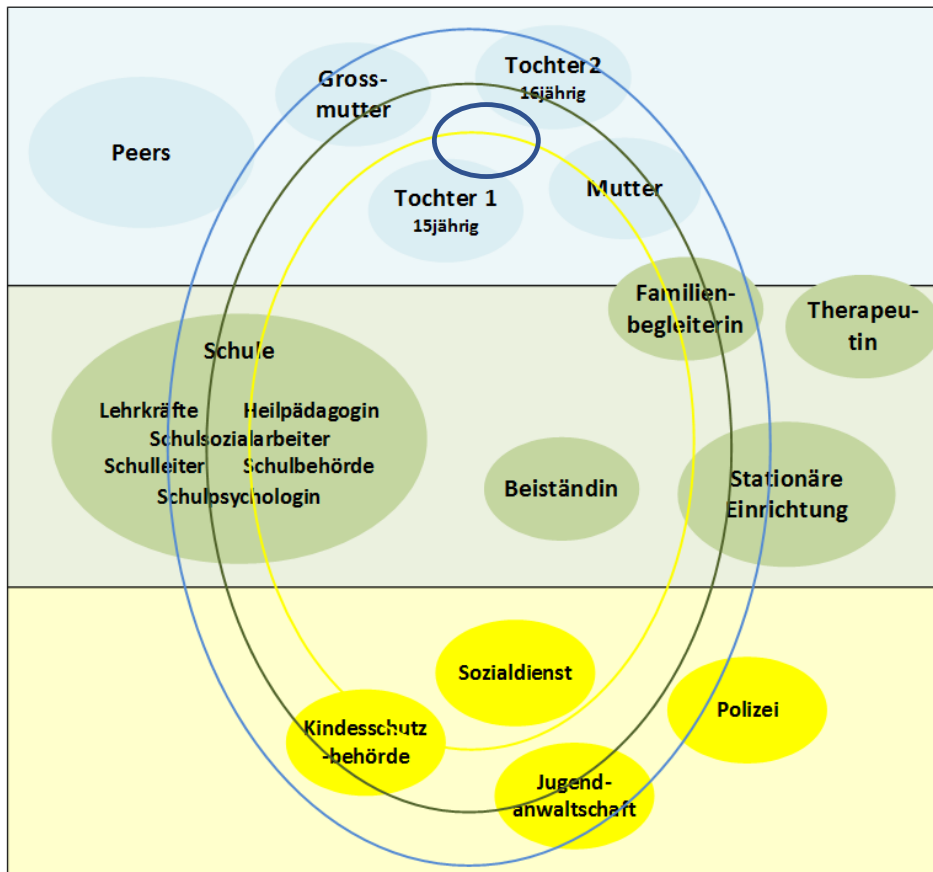 Peers
Gross-
mutter
Tochter2
16jährig
Tochter 1
15jährig
Mutter
Familien-
begleiterin
Therapeu-
tin
Schule
Lehrkräfte Heilpädagogin
Schulsozialarbeiter
Schulleiter Schulbehörde
Schulpsychologin
Beiständin
Stationäre
Einrichtung
Sozialdienst
Kindesschutz
-behörde
Polizei
Jugend-
anwaltschaft